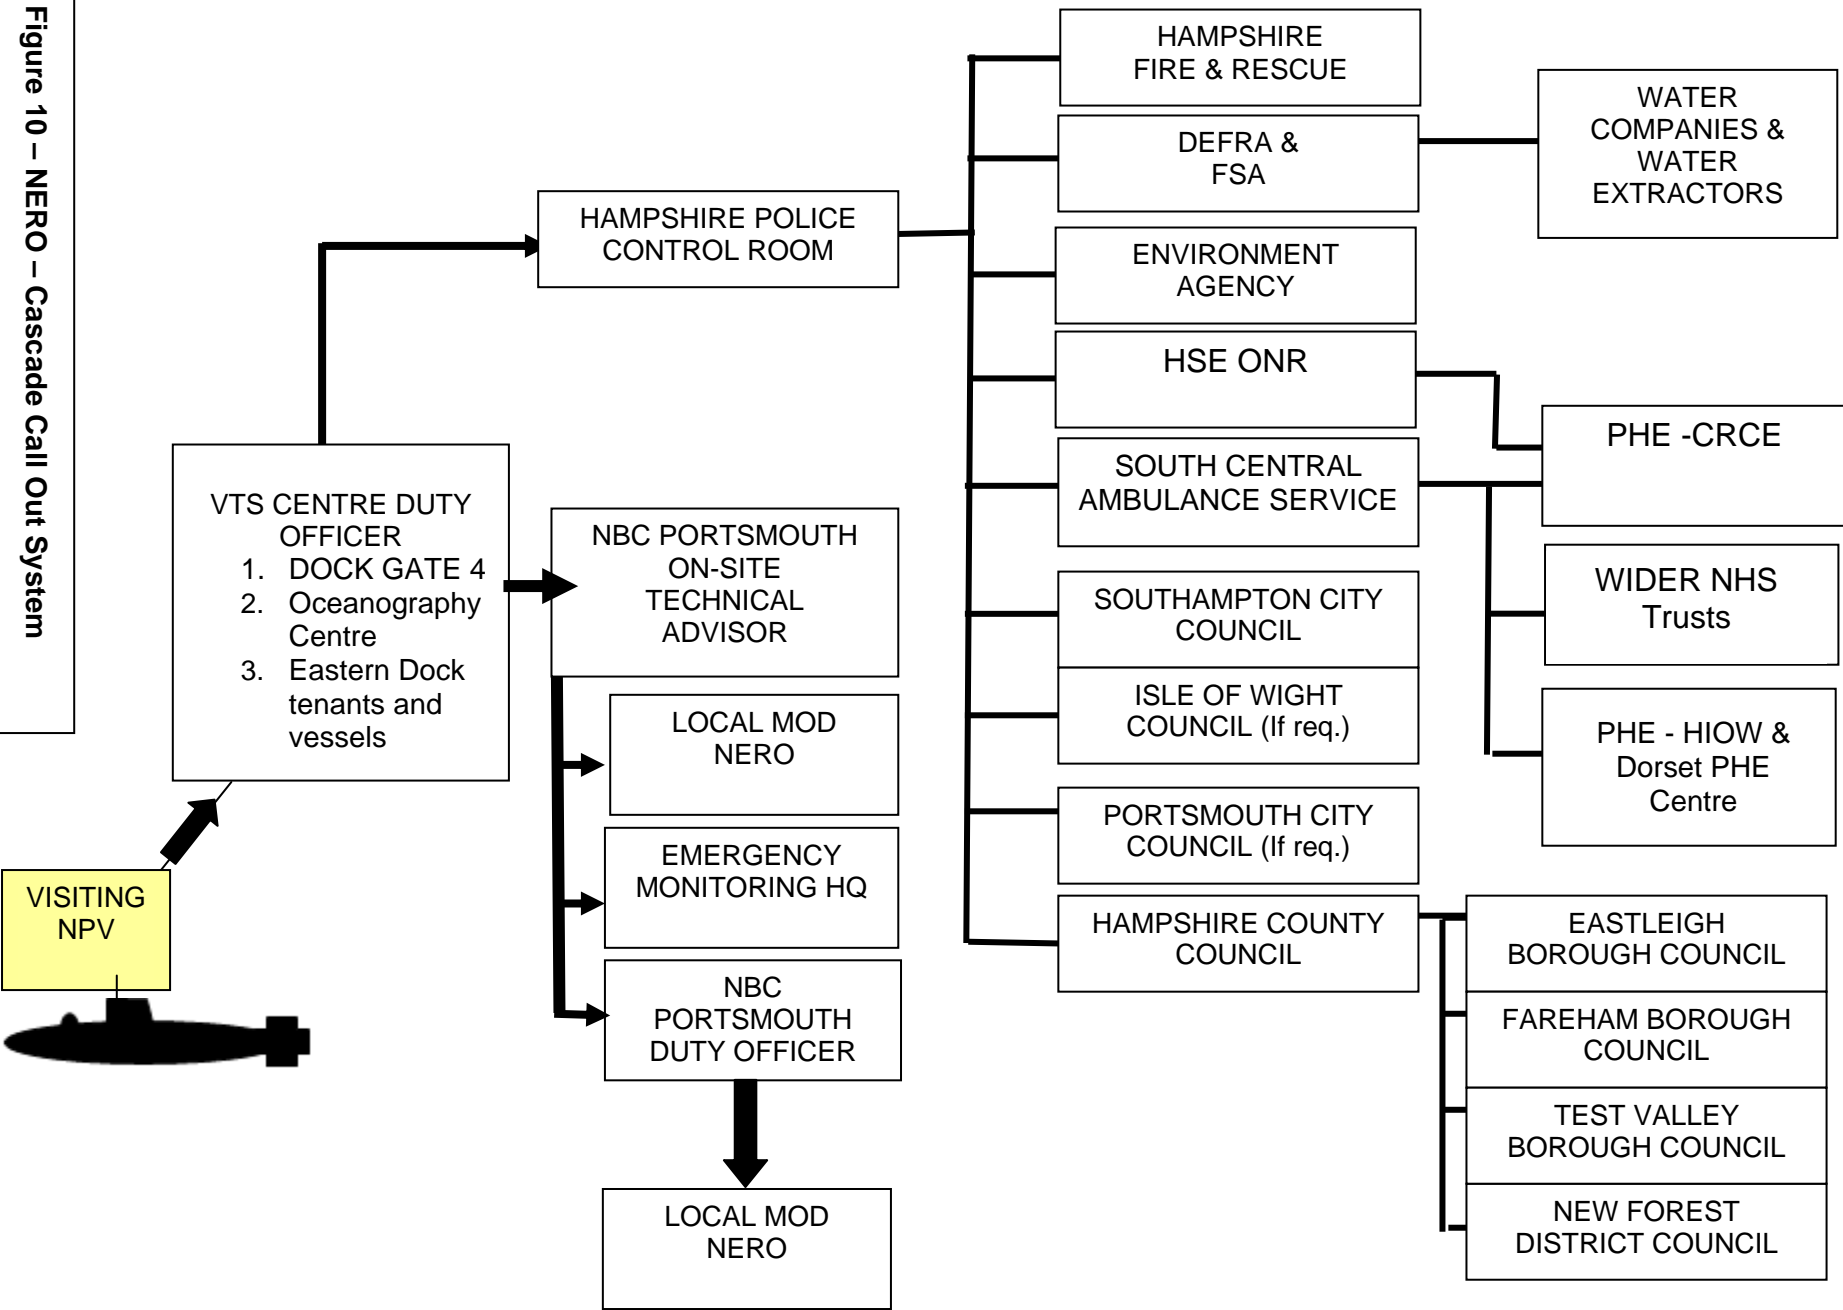 Figure 10 – NERO – Cascade Call Out System
VISITING
NPV
VTS CENTRE DUTY
OFFICER
1. DOCK GATE 4
2. Oceanography
Centre
3. Eastern Dock
tenants and
vessels
HAMPSHIRE POLICE
CONTROL ROOM
NBC PORTSMOUTH
ON-SITE
TECHNICAL
ADVISOR
LOCAL MOD
NERO
EMERGENCY
MONITORING HQ
NBC
PORTSMOUTH
DUTY OFFICER
LOCAL MOD
NERO
HAMPSHIRE
FIRE & RESCUE
DEFRA &
FSA
ENVIRONMENT
AGENCY
HSE ONR
SOUTH CENTRAL
AMBULANCE SERVICE
SOUTHAMPTON CITY
COUNCIL
ISLE OF WIGHT
COUNCIL (If req.)
PORTSMOUTH CITY
COUNCIL (If req.)
HAMPSHIRE COUNTY
COUNCIL
WATER
COMPANIES &
WATER
EXTRACTORS
PHE -CRCE
WIDER NHS
Trusts
PHE - HIOW &
Dorset PHE
Centre
EASTLEIGH
BOROUGH COUNCIL
FAREHAM BOROUGH
COUNCIL
TEST VALLEY
BOROUGH COUNCIL
NEW FOREST
DISTRICT COUNCIL